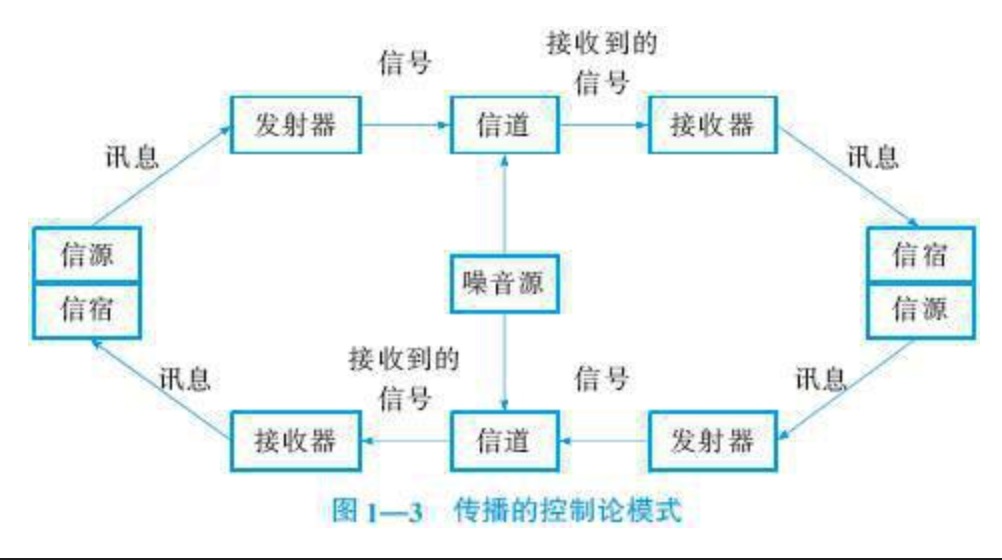 接收到的
信号
信号
发射器
信道
接收器
讯息
讯息
信源
信宿
噪音源
信宿
信源
接收到的
信号
信号
讯息
讯息
接收器
信道
发射器
图 1—3 传播的控制论模式